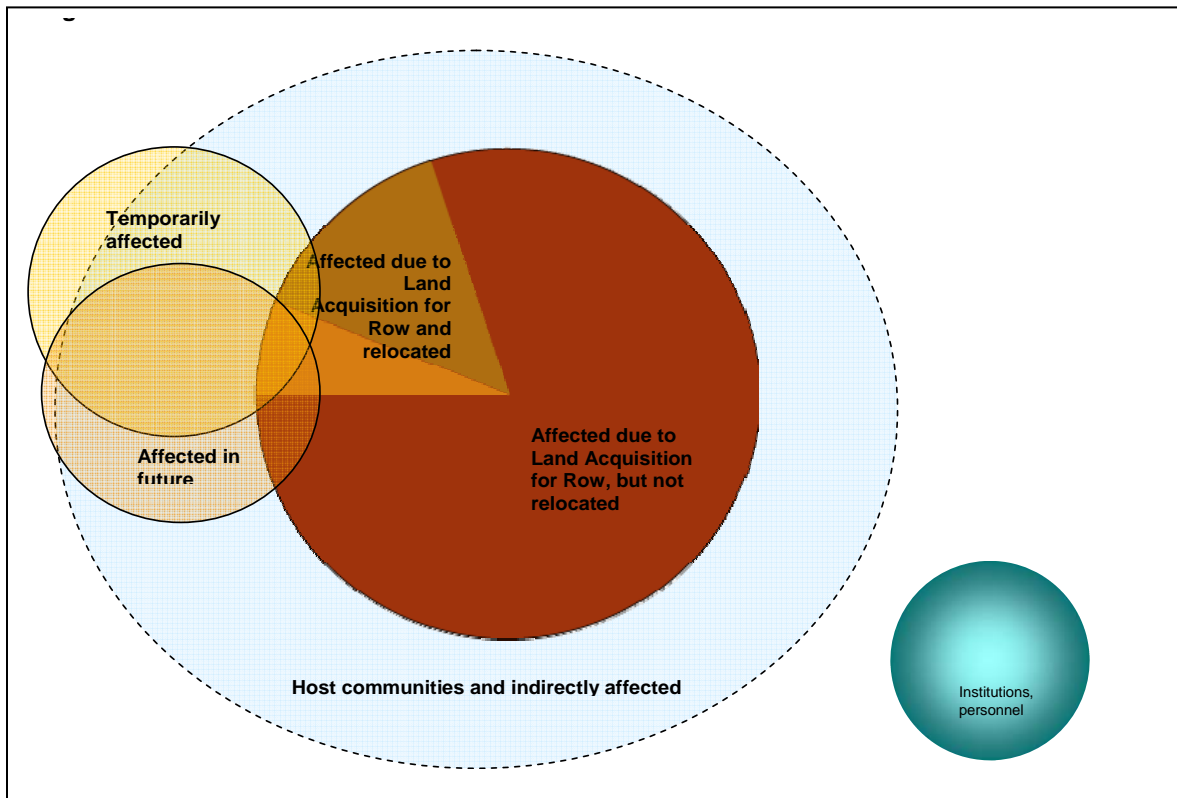 Temporarily
affected
Affected due to
Land
Acquisition for
Row and
relocated
Affected in
future
Affected due to
Land Acquisition
for Row, but not
relocated
Host communities and indirectly affected
Institutions,
personnel